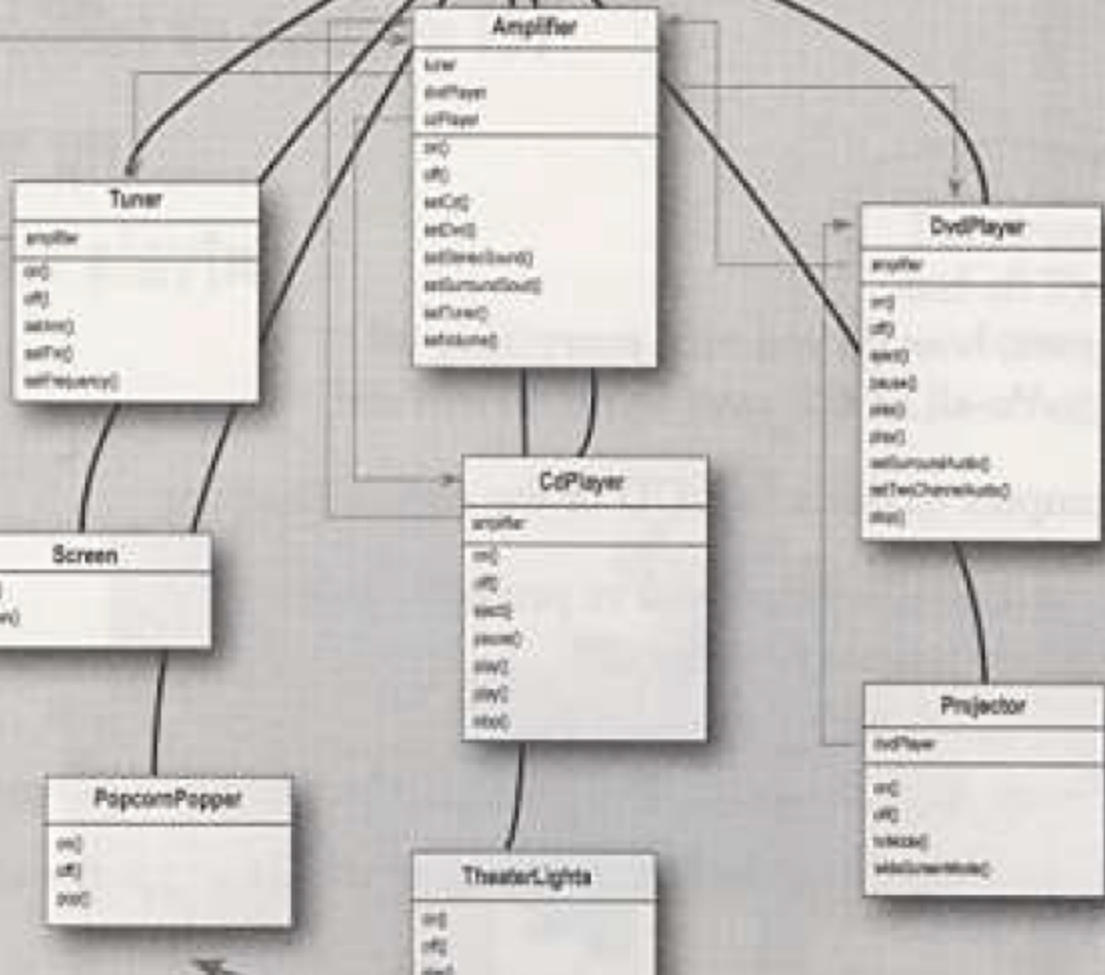 Amplifier
tuner
dvdPlayer
cdPlayer
on()
off()
setCd()
setDvd()
setStereoSound()
setSurroundSound()
setTuner()
setVolume()
Tuner
amplifier
on()
off()
setAm()
setFm()
setFrequency()
DvdPlayer
amplifier
on()
off()
eject()
pause()
play()
play()
setSurroundAudio()
setTwoChannelAudio()
stop()
Screen
CdPlayer
amplifier
on()
off()
eject()
pause()
play()
play()
stop()
Projector
dvdPlayer
on()
off()
tvMode()
wideScreenMode()
PopcornPopper
on()
off()
pop()
TheaterLights
on()
off()